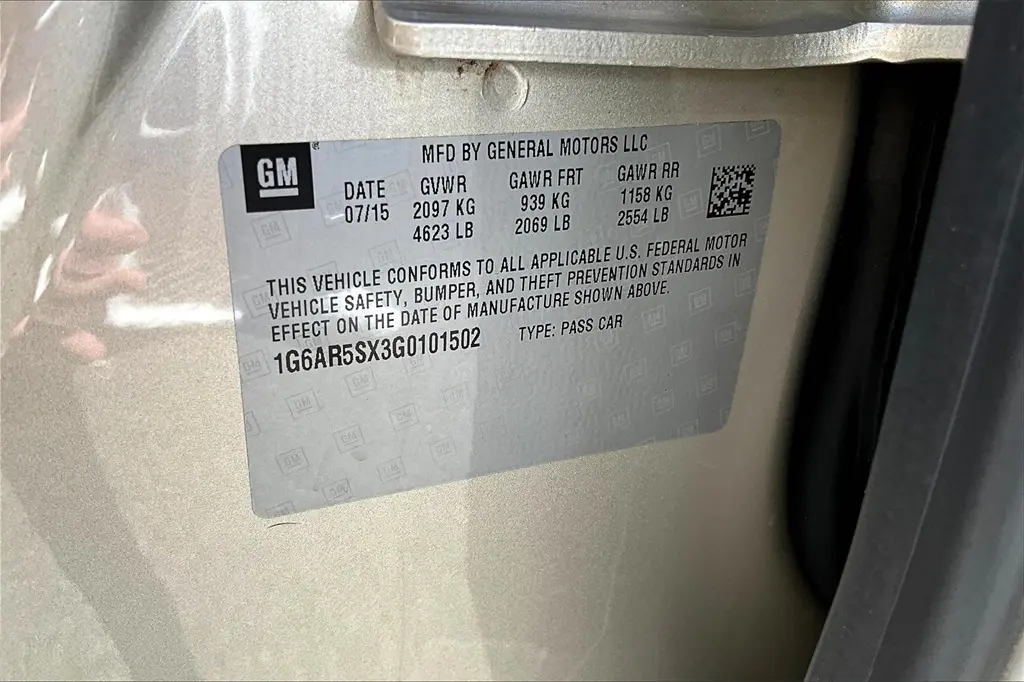 GM
MFD BY GENERAL MOTORS LLC
DATE GVWR GAWR FRT GAWR RR
07/15 2097 KG 939 KG 1158 KG
4623 LB 2069 LB 2554 LB
THIS VEHICLE CONFORMS TO ALL APPLICABLE U.S. FEDERAL MOTOR
VEHICLE SAFETY, BUMPER, AND THEFT PREVENTION STANDARDS IN
EFFECT ON THE DATE OF MANUFACTURE SHOWN ABOVE.
1G6AR5SX3G0101502 TYPE: PASS CAR